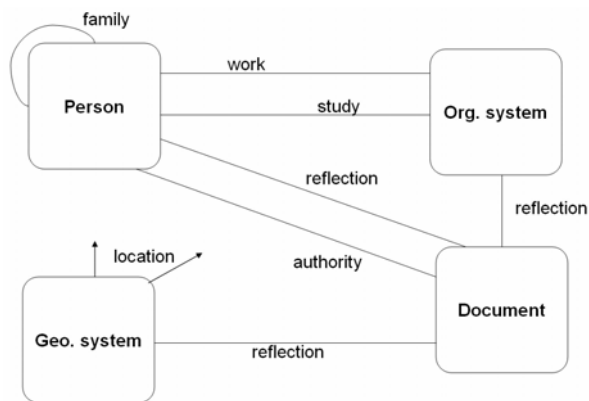 family
work
Person
study
Org. system
reflection
reflection
location
authority
Document
Geo. system
reflection